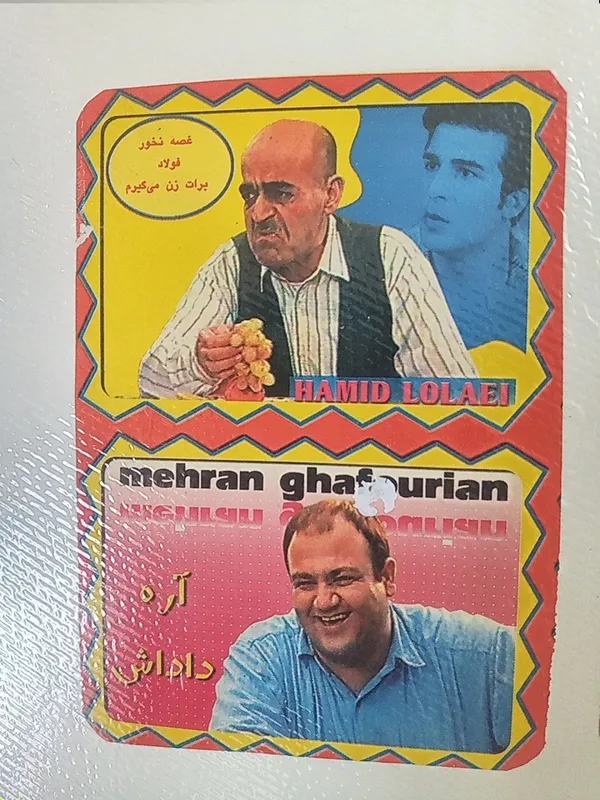 غصه نخور
فولاد
برات زن می‌گیرم
HAMID LOLAEI
mehran ghafourian
آره
داداش